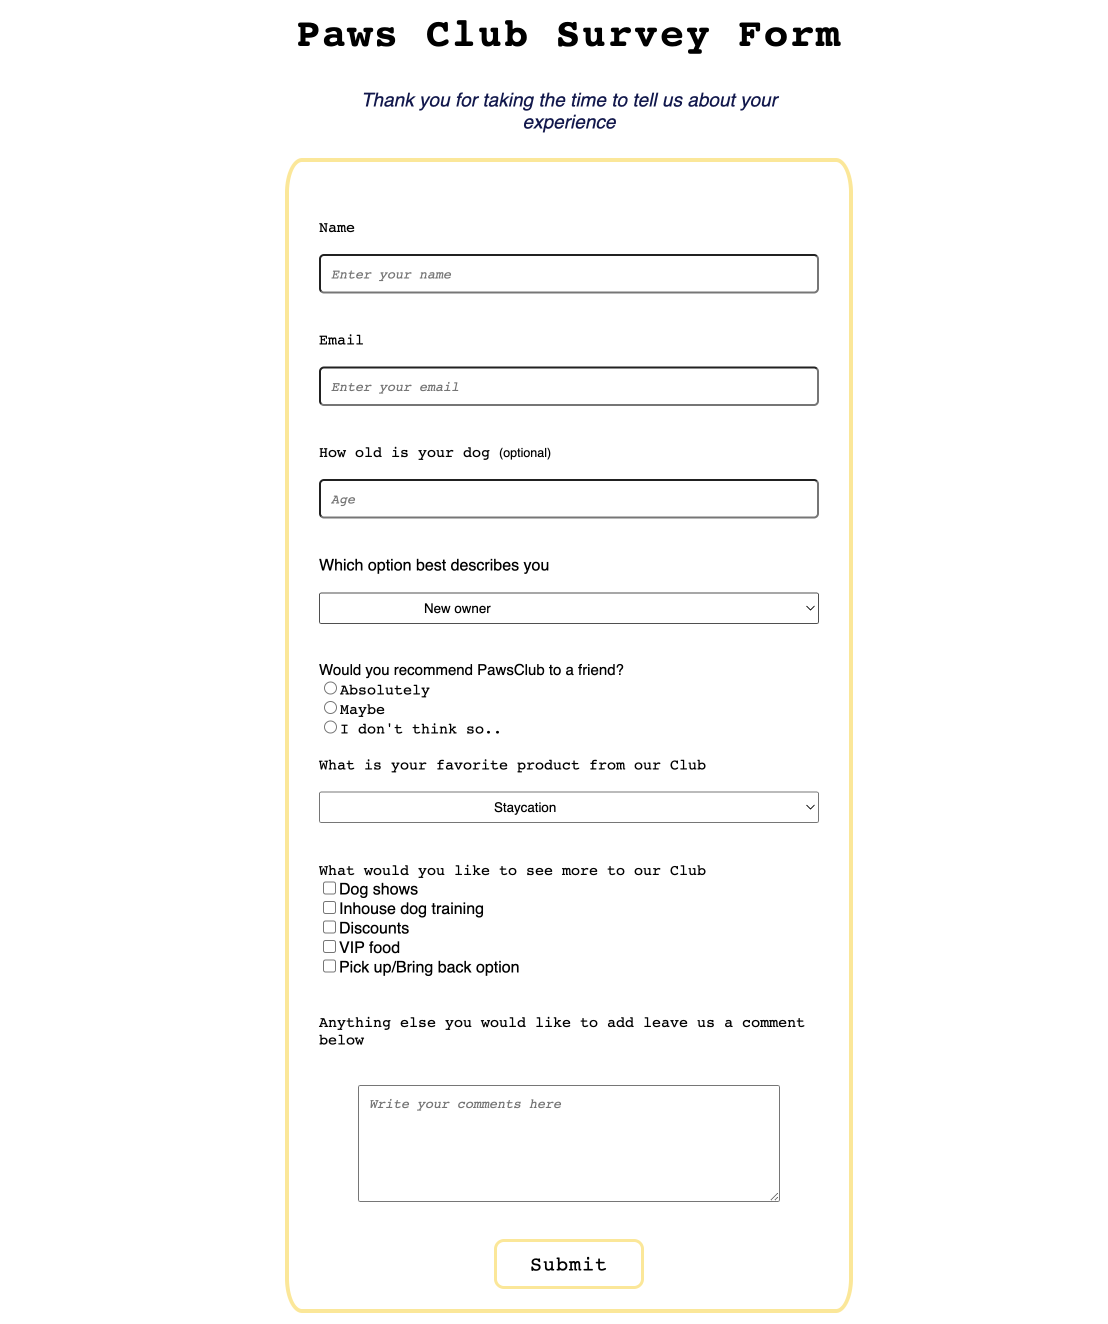 Paws Club Survey Form
Thank you for taking the time to tell us about your
experience
Name
Enter your name
Email
Enter your email
How old is your dog (optional)
Age
Which option best describes you
New owner
Would you recommend PawsClub to a friend?
Absolutely
Maybe
I don't think so..
What is your favorite product from our Club
Staycation
What would you like to see more to our Club
Dog shows
Inhouse dog training
Discounts
VIP food
Pick up/Bring back option
Anything else you would like to add leave us a comment
below
Write your comments here
Submit